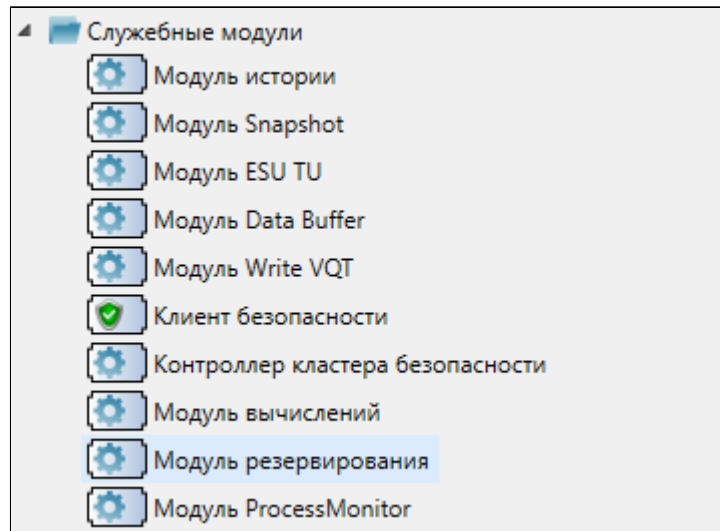 Служебные модули
Модуль истории
Модуль Snapshot
Модуль ESU TU
Модуль Data Buffer
Модуль Write VQT
Клиент безопасности
Контроллер кластера безопасности
Модуль вычислений
Модуль резервирования
Модуль ProcessMonitor